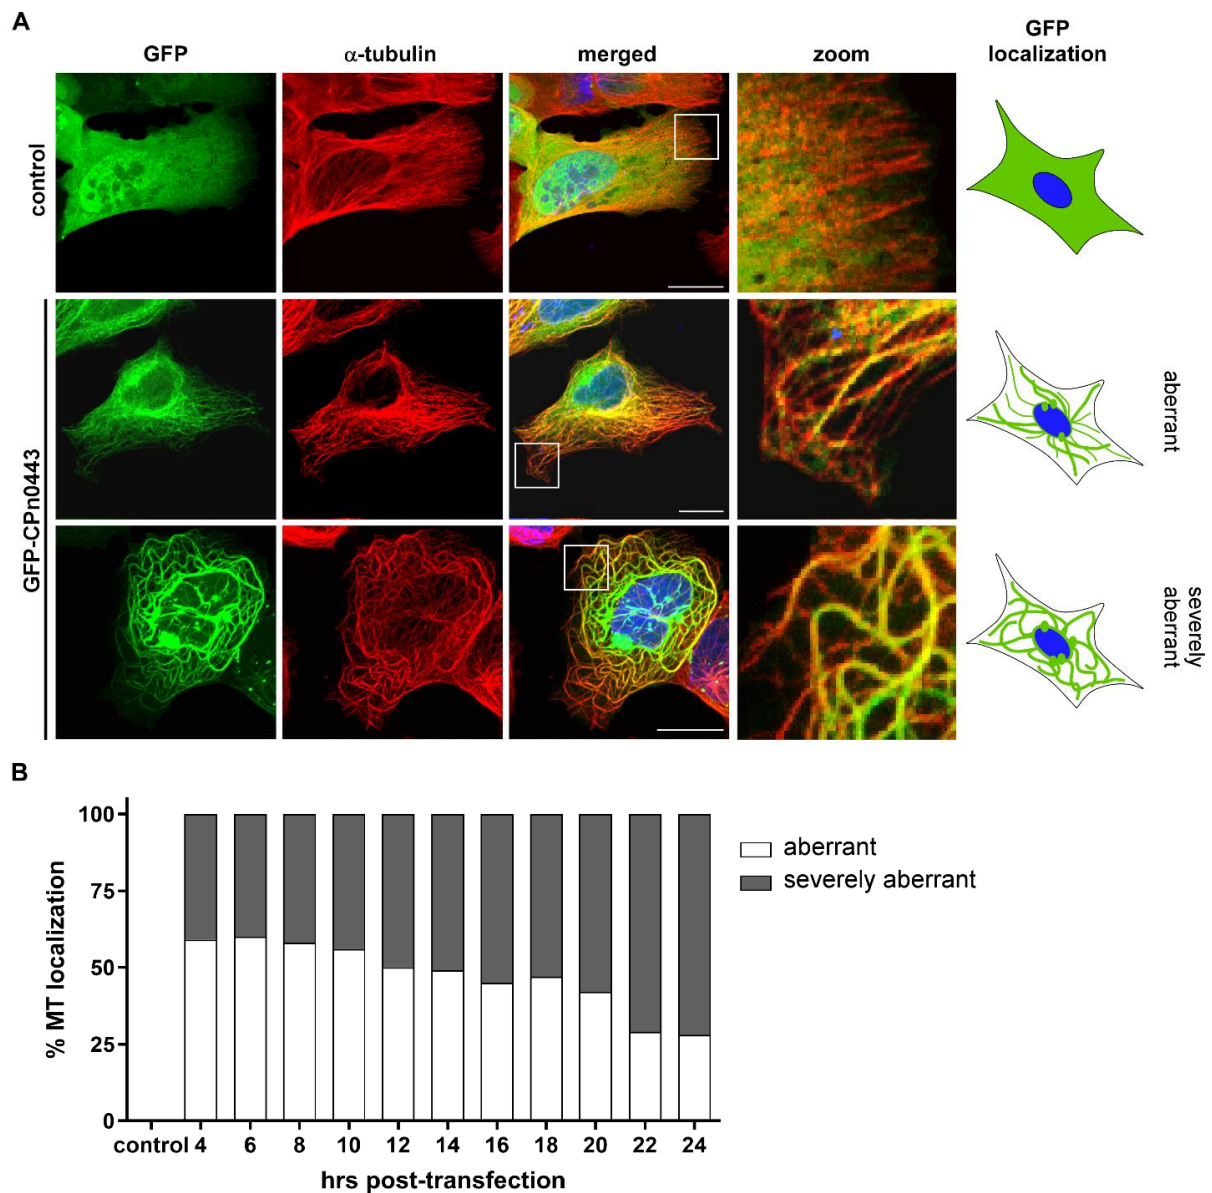 A
GFP
α-tubulin
merged
zoom
GFP
localization
control
GFP-CPn0443
aberrant
severely
aberrant
B
% MT localization
100
75
50
25
0
control 4 6 8 10 12 14 16 18 20 22 24
hrs post-transfection
aberrant
severely aberrant